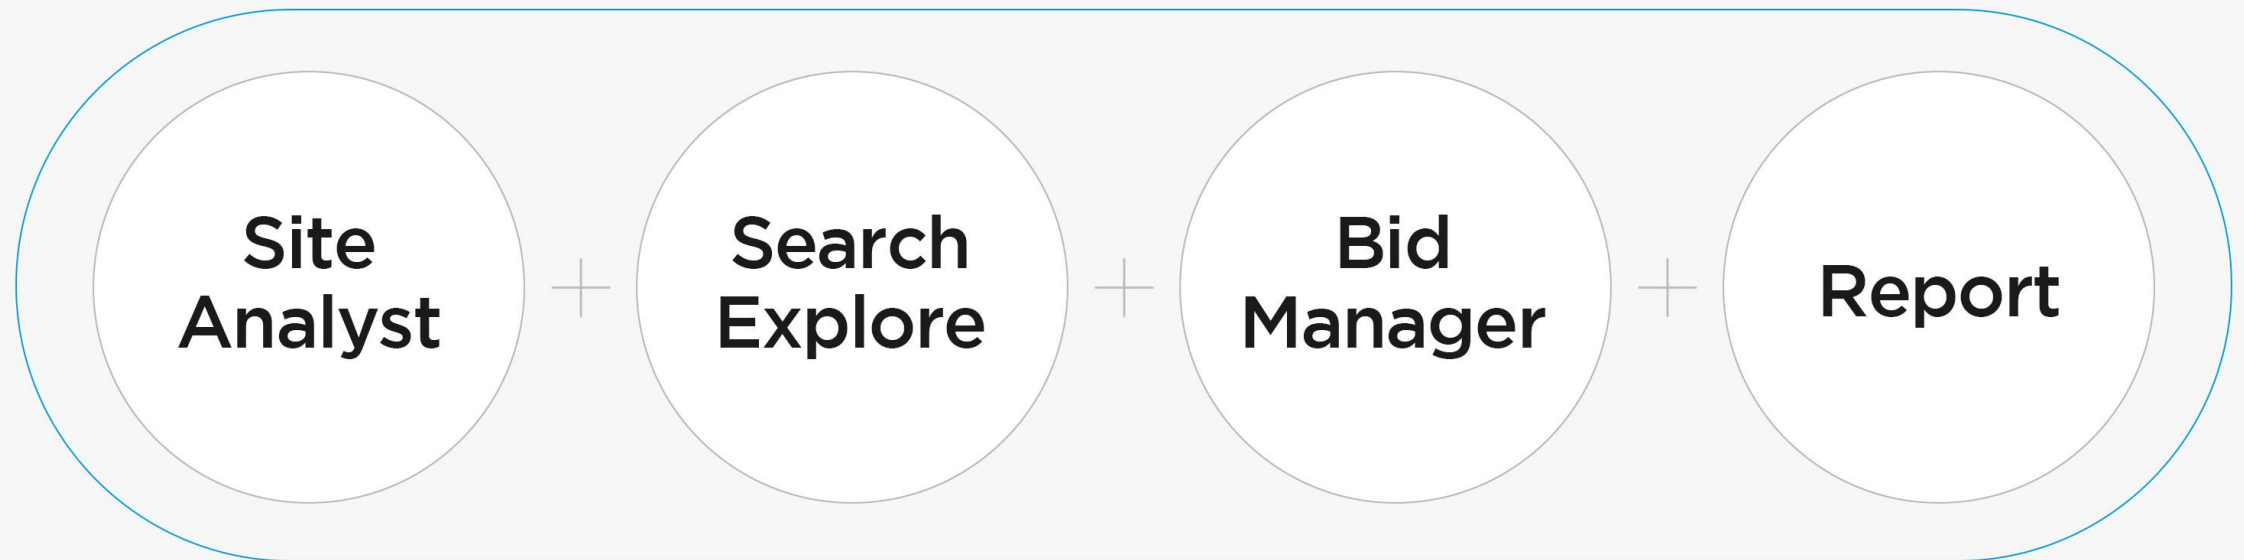 Site
Analyst
Search
Explore
Bid
Manager
Report